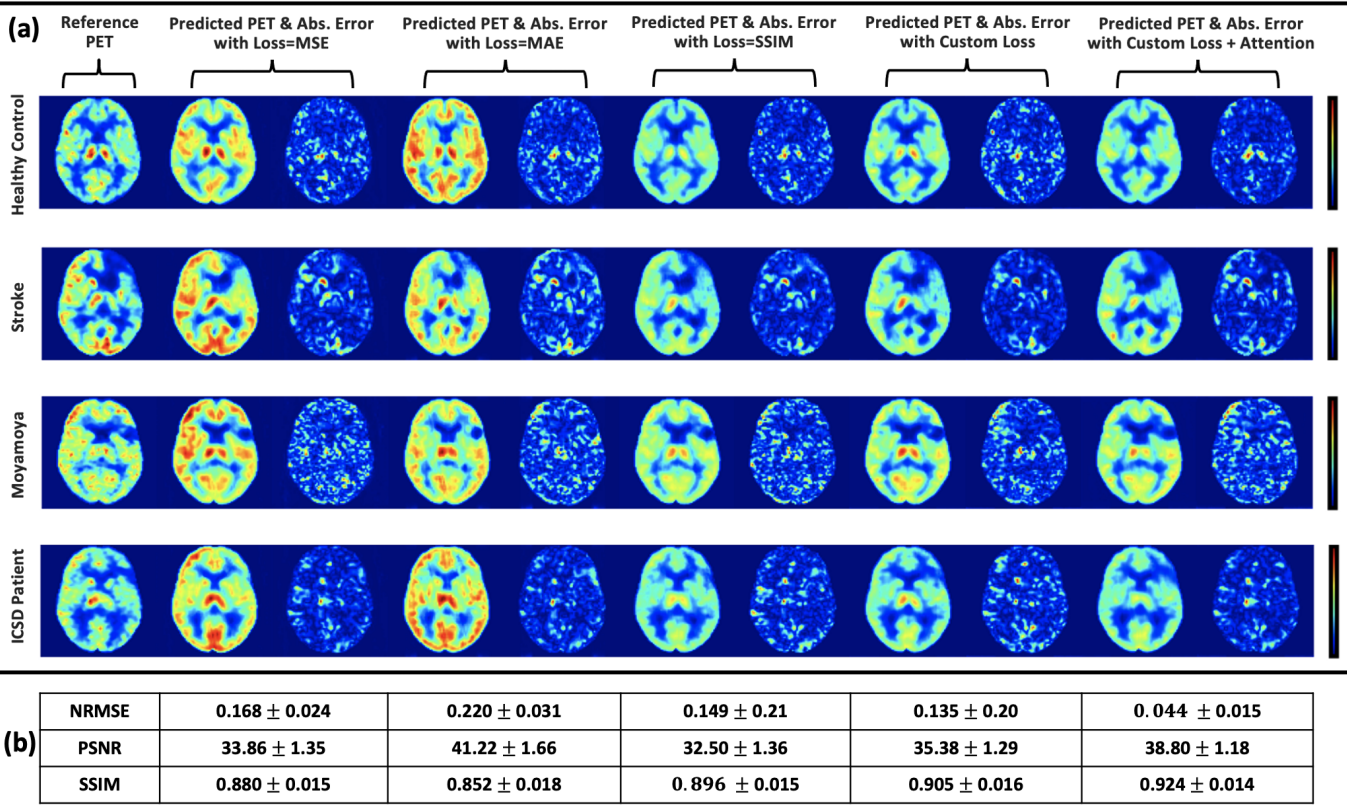 (a)
Reference
PET
Predicted PET & Abs. Error
with Loss=MSE
Predicted PET & Abs. Error
with Loss=MAE
Predicted PET & Abs. Error
with Loss=SSIM
Predicted PET & Abs. Error
with Custom Loss
Predicted PET & Abs. Error
with Custom Loss + Attention
Healthy Control
Stroke
Moyamoya
ICSD Patient
(b)
NRMSE 0.168 ± 0.024 0.220 ± 0.031 0.149 ± 0.21 0.135 ± 0.20 0.044 ± 0.015
PSNR 33.86 ± 1.35 41.22 ± 1.66 32.50 ± 1.36 35.38 ± 1.29 38.80 ± 1.18
SSIM 0.880 ± 0.015 0.852 ± 0.018 0.896 ± 0.015 0.905 ± 0.016 0.924 ± 0.014